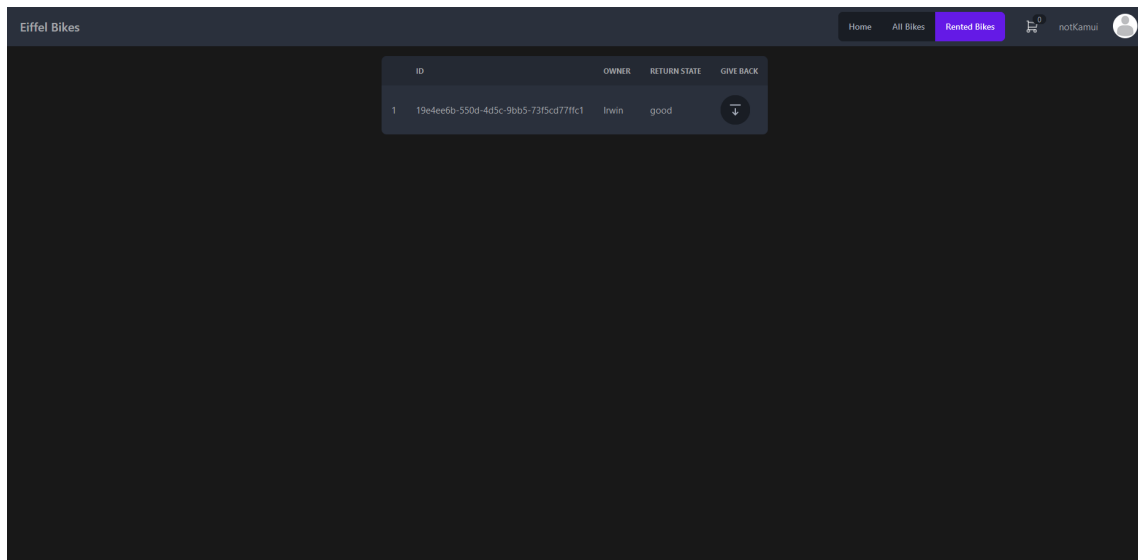 Eiffel Bikes Home All Bikes Rented Bikes 0 notKamui
ID OWNER RETURN STATE GIVE BACK
1 19e4ee6b-550d-4d5c-9bb5-73f5cd77ffc1 Irwin good